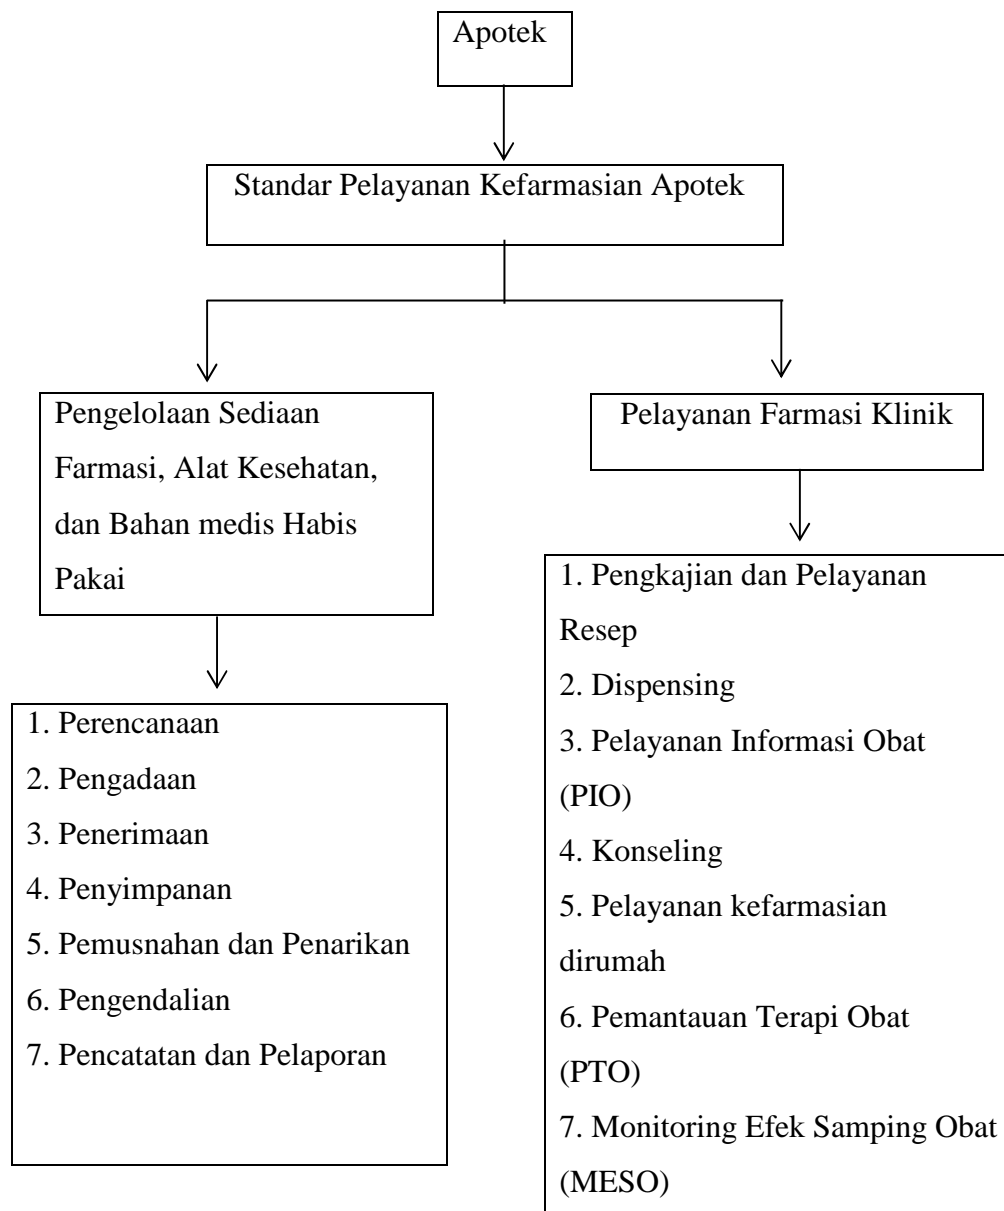 Apotek
Standar Pelayanan Kefarmasian Apotek
Pengelolaan Sediaan
Farmasi, Alat Kesehatan,
dan Bahan medis Habis
Pakai
1. Perencanaan
2. Pengadaan
3. Penerimaan
4. Penyimpanan
5. Pemusnahan dan Penarikan
6. Pengendalian
7. Pencatatan dan Pelaporan
Pelayanan Farmasi Klinik
1. Pengkajian dan Pelayanan
Resep
2. Dispensing
3. Pelayanan Informasi Obat
(PIO)
4. Konseling
5. Pelayanan kefarmasian
dirumah
6. Pemantauan Terapi Obat
(PTO)
7. Monitoring Efek Samping Obat
(MESO)